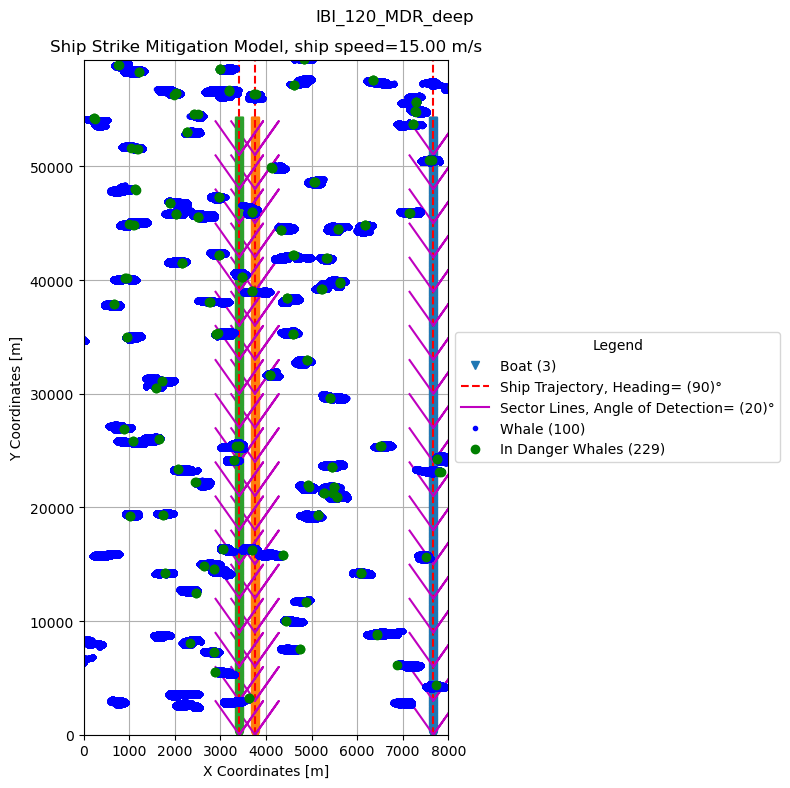 IBI_120_MDR_deep
Ship Strike Mitigation Model, ship speed=15.00 m/s
Y Coordinates [m]
50000
40000
30000
20000
10000
0
0 1000 2000 3000 4000 5000 6000 7000 8000
X Coordinates [m]
Legend
Boat (3)
Ship Trajectory, Heading= (90)°
Sector Lines, Angle of Detection= (20)°
Whale (100)
In Danger Whales (229)